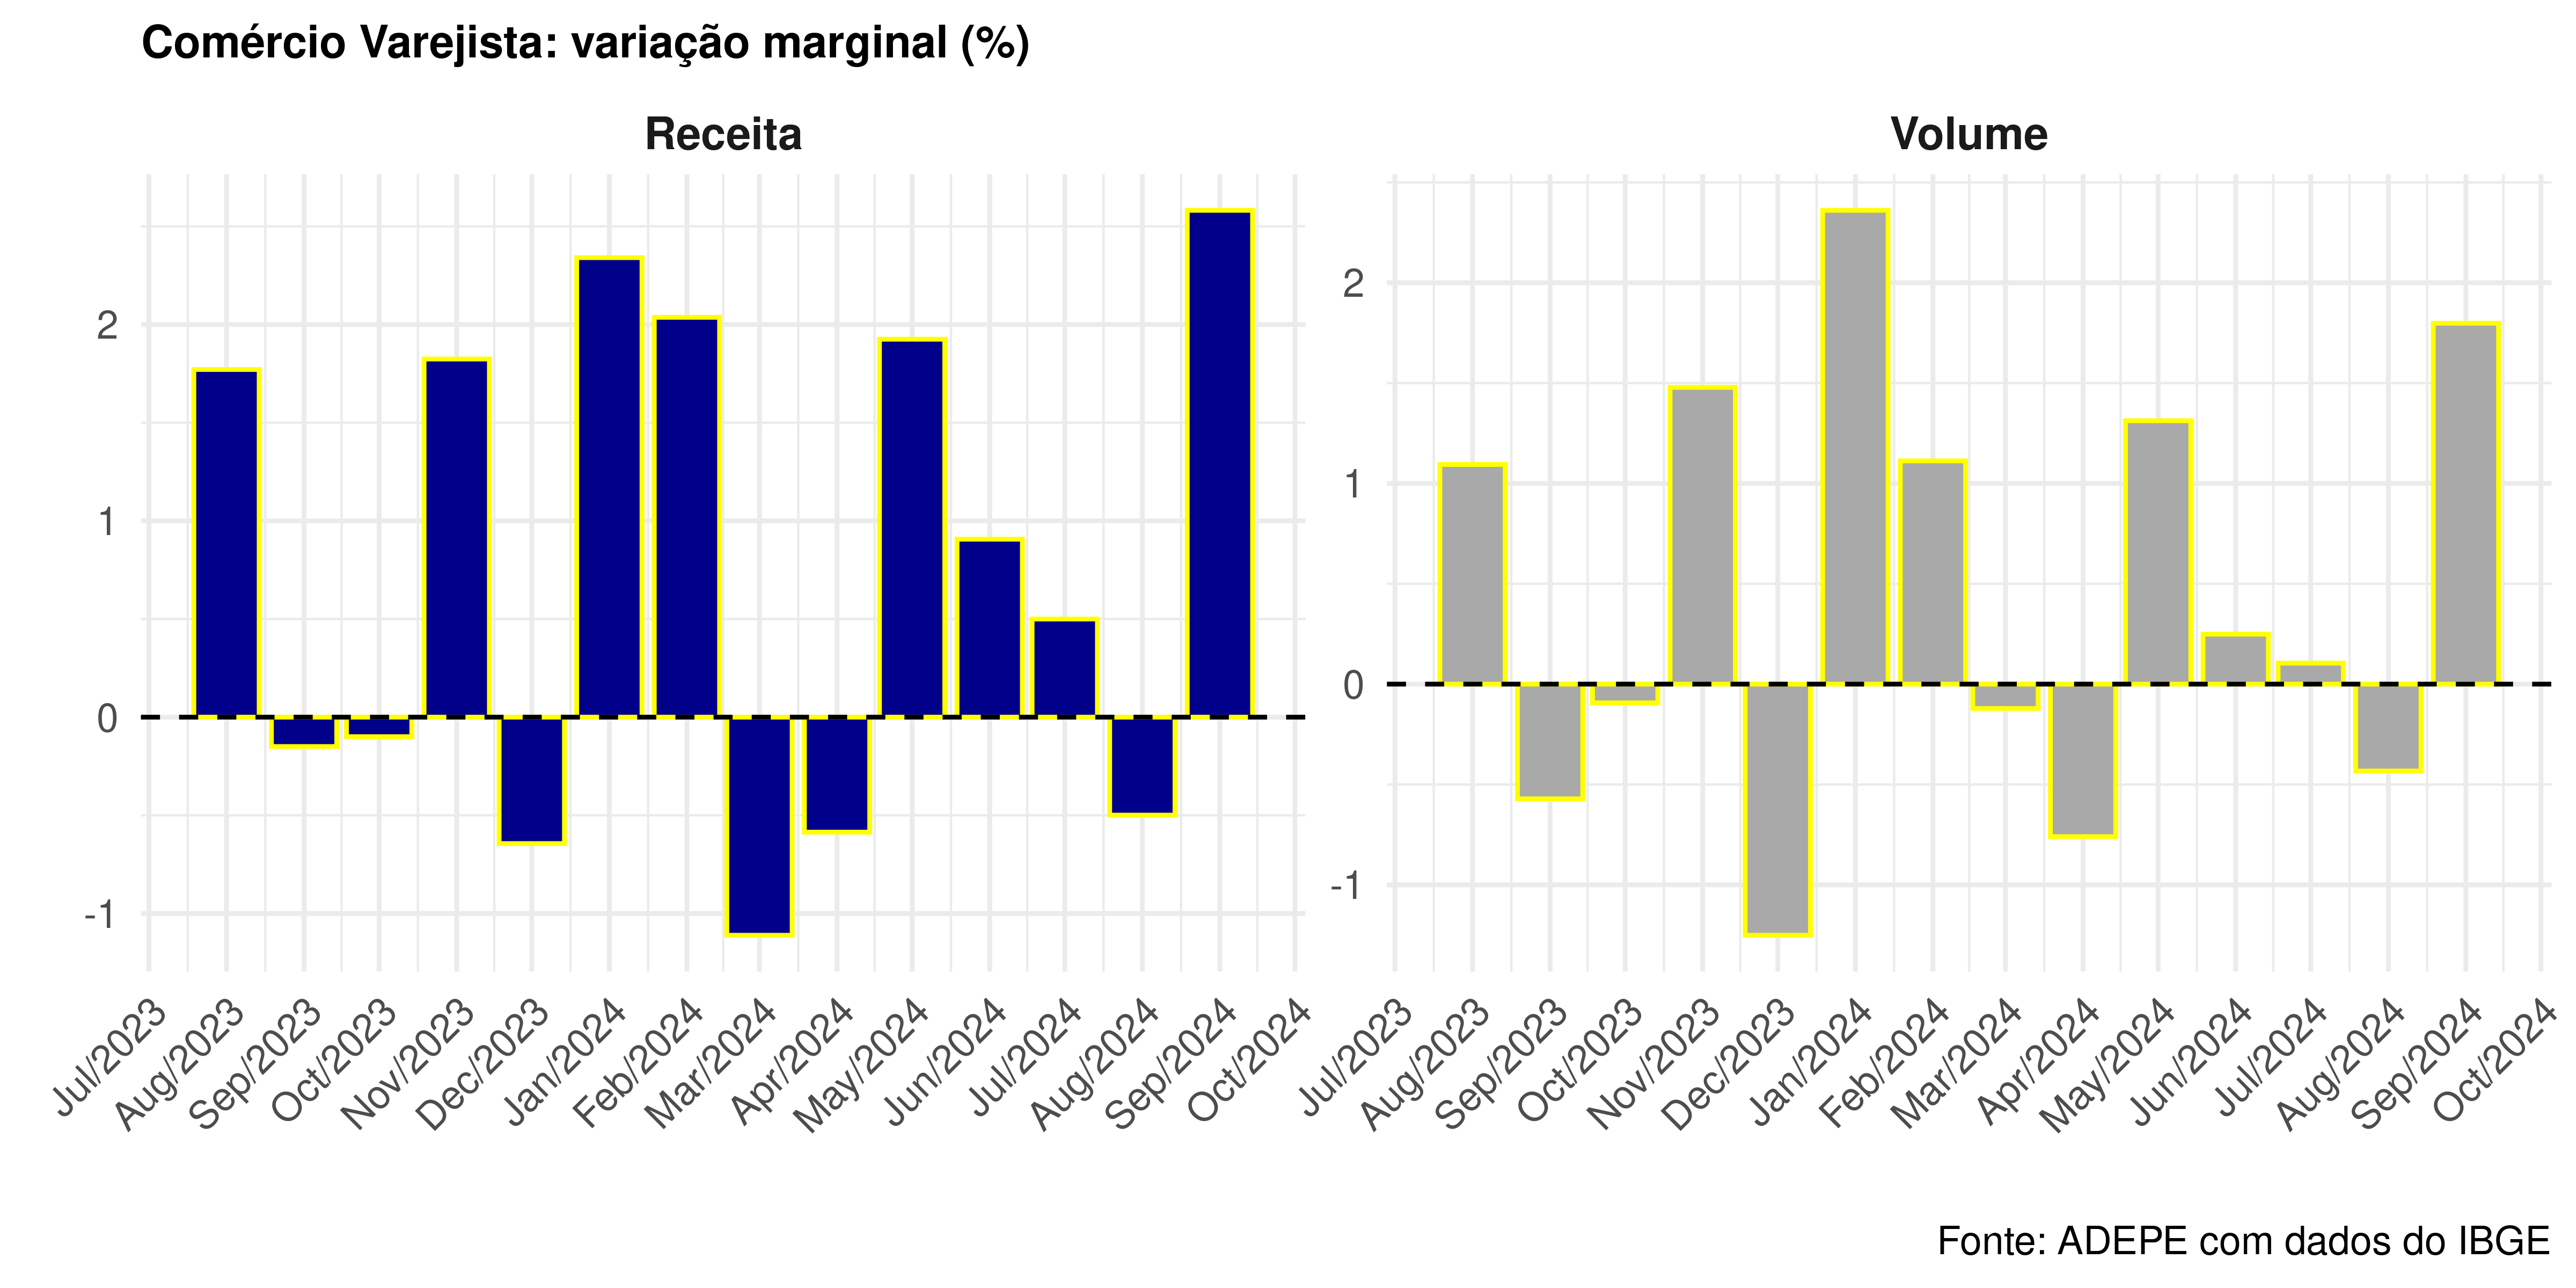 Comércio Varejista: variação marginal (%)
Receita
Volume
2
1
0
-1
2
1
0
-1
Jul/2023
Aug/2023
Sep/2023
Oct/2023
Nov/2023
Dec/2023
Jan/2024
Feb/2024
Mar/2024
Apr/2024
May/2024
Jun/2024
Jul/2024
Aug/2024
Sep/2024
Oct/2024
Jul/2023
Aug/2023
Sep/2023
Oct/2023
Nov/2023
Dec/2023
Jan/2024
Feb/2024
Mar/2024
Apr/2024
May/2024
Jun/2024
Jul/2024
Aug/2024
Sep/2024
Oct/2024
Fonte: ADEPE com dados do IBGE